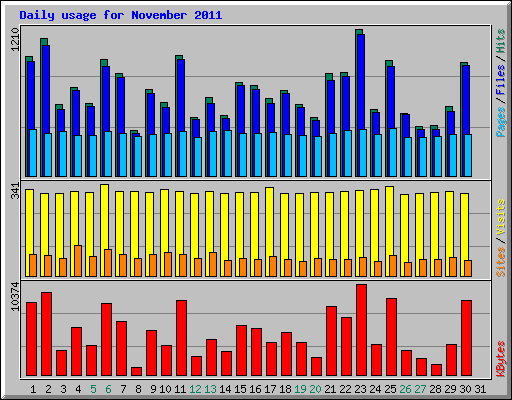 Daily usage for November 2011
1210
Pages / Files / Hits
341
Sites / Visits
10374
KBytes
1 2 3 4 5 6 7 8 9 10 11 12 13 14 15 16 17 18 19 20 21 22 23 24 25 26 27 28 29 30 31